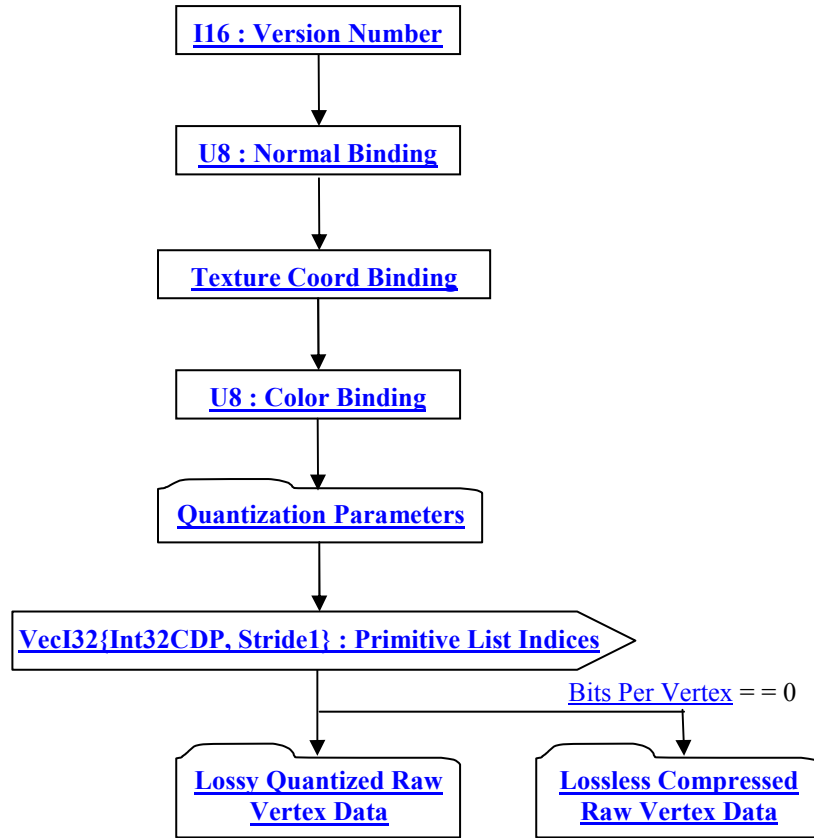 I16 : Version Number
U8 : Normal Binding
Texture Coord Binding
U8 : Color Binding
Quantization Parameters
VecI32{Int32CDP, Stride1} : Primitive List Indices
Bits Per Vertex = = 0
Lossy Quantized Raw
Vertex Data
Lossless Compressed
Raw Vertex Data